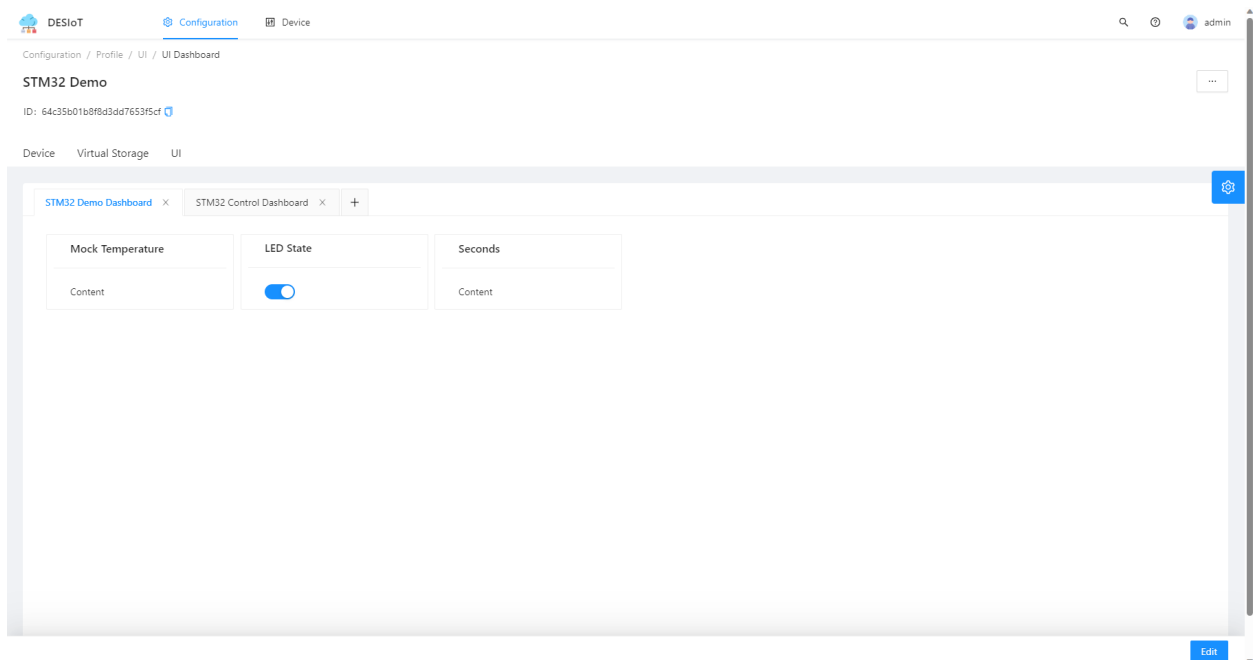 DESIoT Configuration Device admin
Configuration / Profile / UI / UI Dashboard
STM32 Demo
...
ID: 64c35b01b8f8d3dd7653f5cf
Device Virtual Storage UI
STM32 Demo Dashboard × STM32 Control Dashboard × +
Mock Temperature LED State Seconds
Content Content
Edit